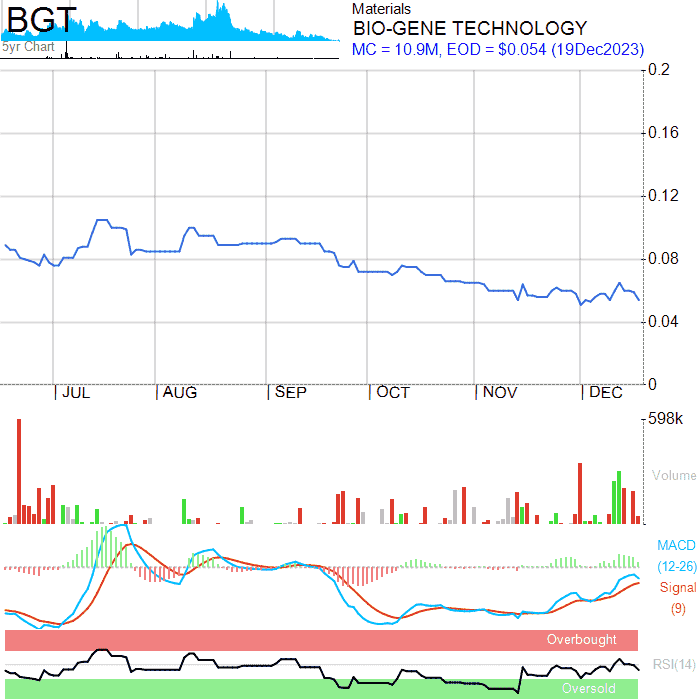 BGT
5yr Chart
Materials
BIO-GENE TECHNOLOGY
MC = 10.9M, EOD = $0.054 (19Dec2023)
0.2
0.16
0.12
0.08
0.04
0
JUL AUG SEP OCT NOV DEC
598k
Volume
MACD
(12-26)
Signal
(9)
Overbought
RSI(14)
Oversold